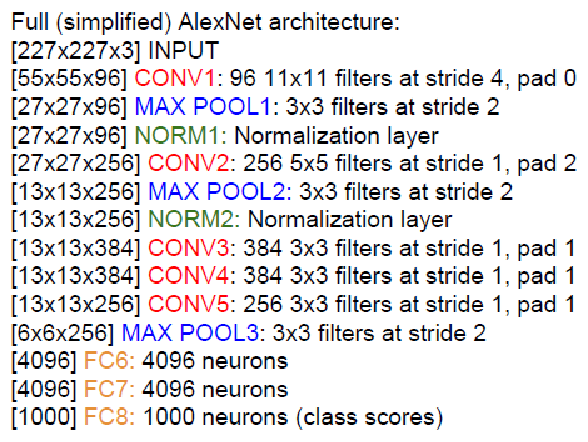 Full (simplified) AlexNet architecture:
[227x227x3] INPUT
[55x55x96] CONV1: 96 11x11 filters at stride 4, pad 0
[27x27x96] MAX POOL1: 3x3 filters at stride 2
[27x27x96] NORM1: Normalization layer
[27x27x256] CONV2: 256 5x5 filters at stride 1, pad 2
[13x13x256] MAX POOL2: 3x3 filters at stride 2
[13x13x256] NORM2: Normalization layer
[13x13x384] CONV3: 384 3x3 filters at stride 1, pad 1
[13x13x384] CONV4: 384 3x3 filters at stride 1, pad 1
[13x13x256] CONV5: 256 3x3 filters at stride 1, pad 1
[6x6x256] MAX POOL3: 3x3 filters at stride 2
[4096] FC6: 4096 neurons
[4096] FC7: 4096 neurons
[1000] FC8: 1000 neurons (class scores)